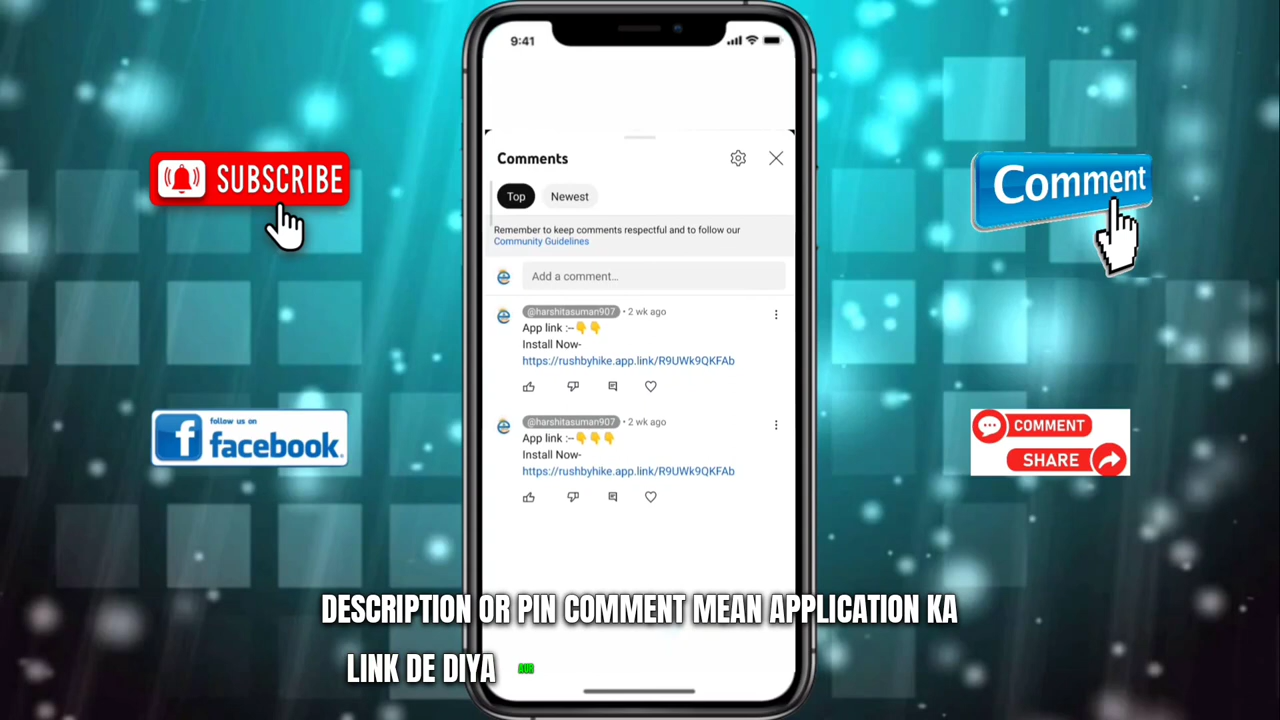 9:41
Comments
Top
Newest
Remember to keep comments respectful and to follow our
Community Guidelines
Add a comment...
@harshitasuman907 • 2 wk ago
App link :--👇👇
Install Now-
https://rushbyhike.app.link/R9UWk9QKFAb
@harshitasuman907 • 2 wk ago
App link :--👇👇👇
Install Now-
https://rushbyhike.app.link/R9UWk9QKFAb
SUBSCRIBE
follow us on
facebook.
Comment
COMMENT
SHARE
DESCRIPTION OR PIN COMMENT MEAN APPLICATION KA
LINK DE DIYA AUR